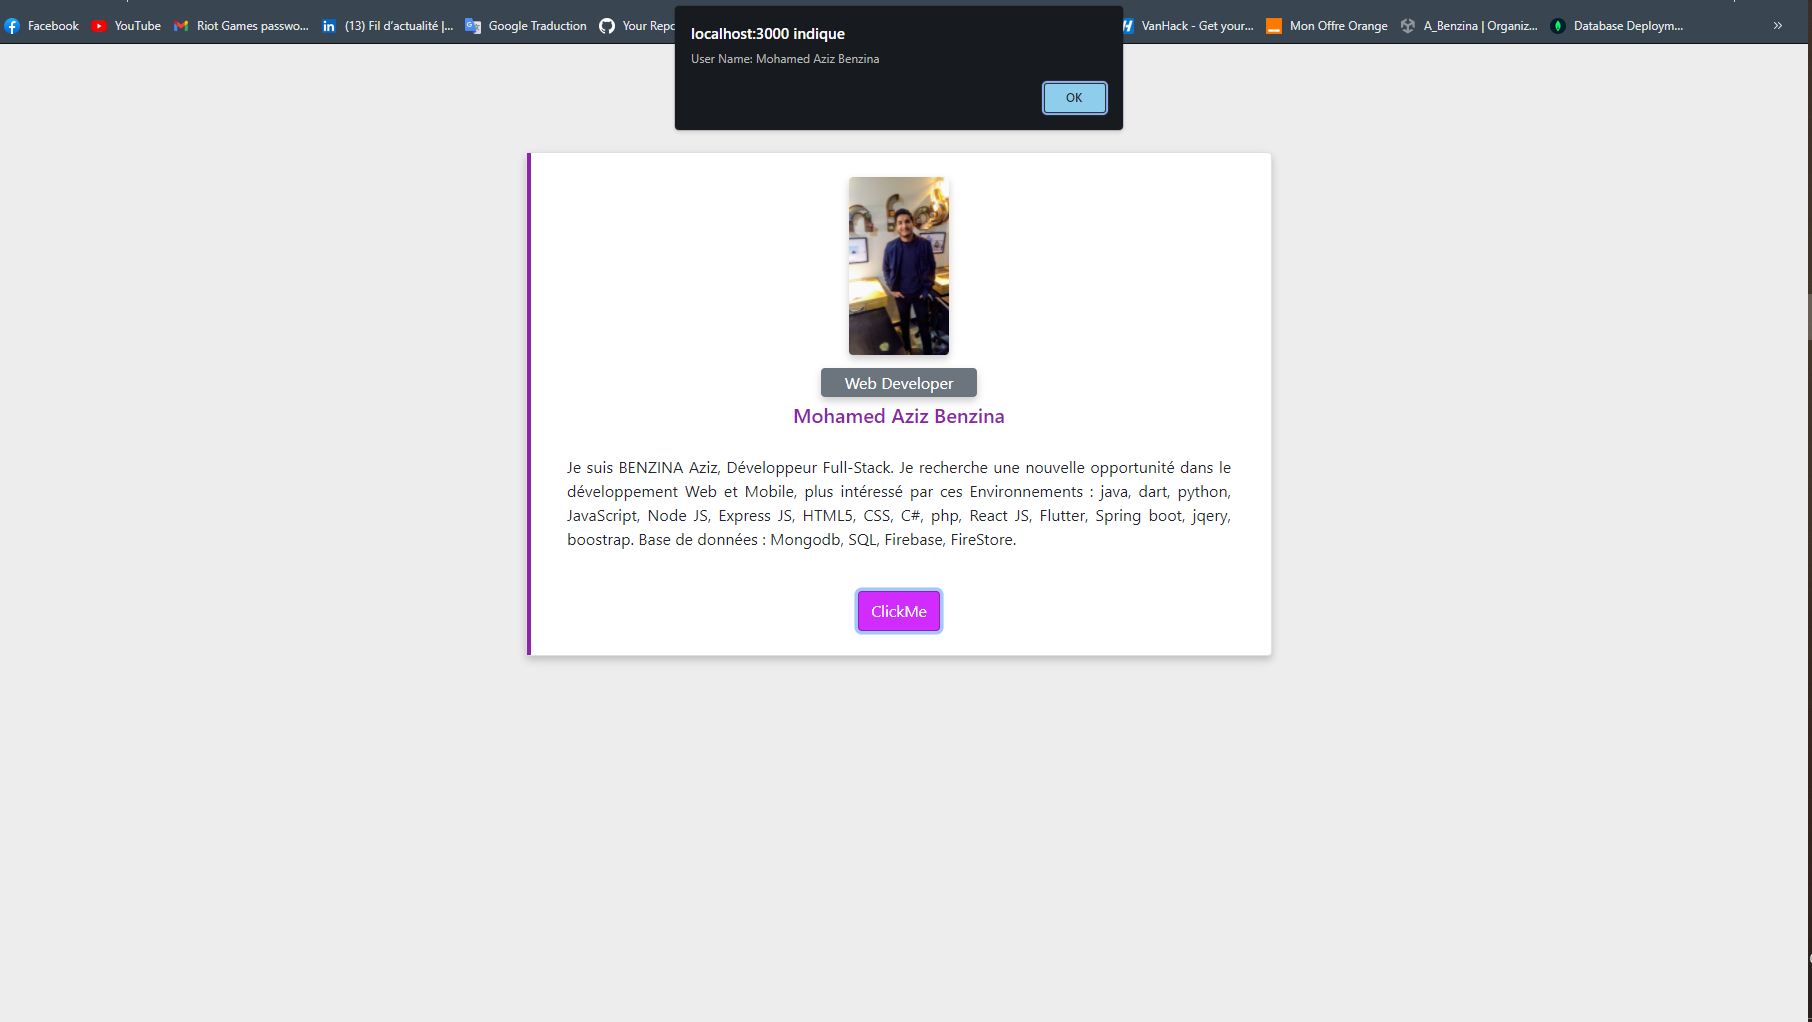 Facebook
YouTube
Riot Games passwo...
(13) Fil d'actualité |...
Google Traduction
Your Repo
VanHack - Get your...
Mon Offre Orange
A_Benzina | Organiz...
Database Deploym...
localhost:3000 indique
User Name: Mohamed Aziz Benzina
OK
Web Developer
Mohamed Aziz Benzina
Je suis BENZINA Aziz, Développeur Full-Stack. Je recherche une nouvelle opportunité dans le
développement Web et Mobile, plus intéressé par ces Environnements : java, dart, python,
JavaScript, Node JS, Express JS, HTML5, CSS, C#, php, React JS, Flutter, Spring boot, jqery,
boostrap. Base de données : Mongodb, SQL, Firebase, FireStore.
ClickMe